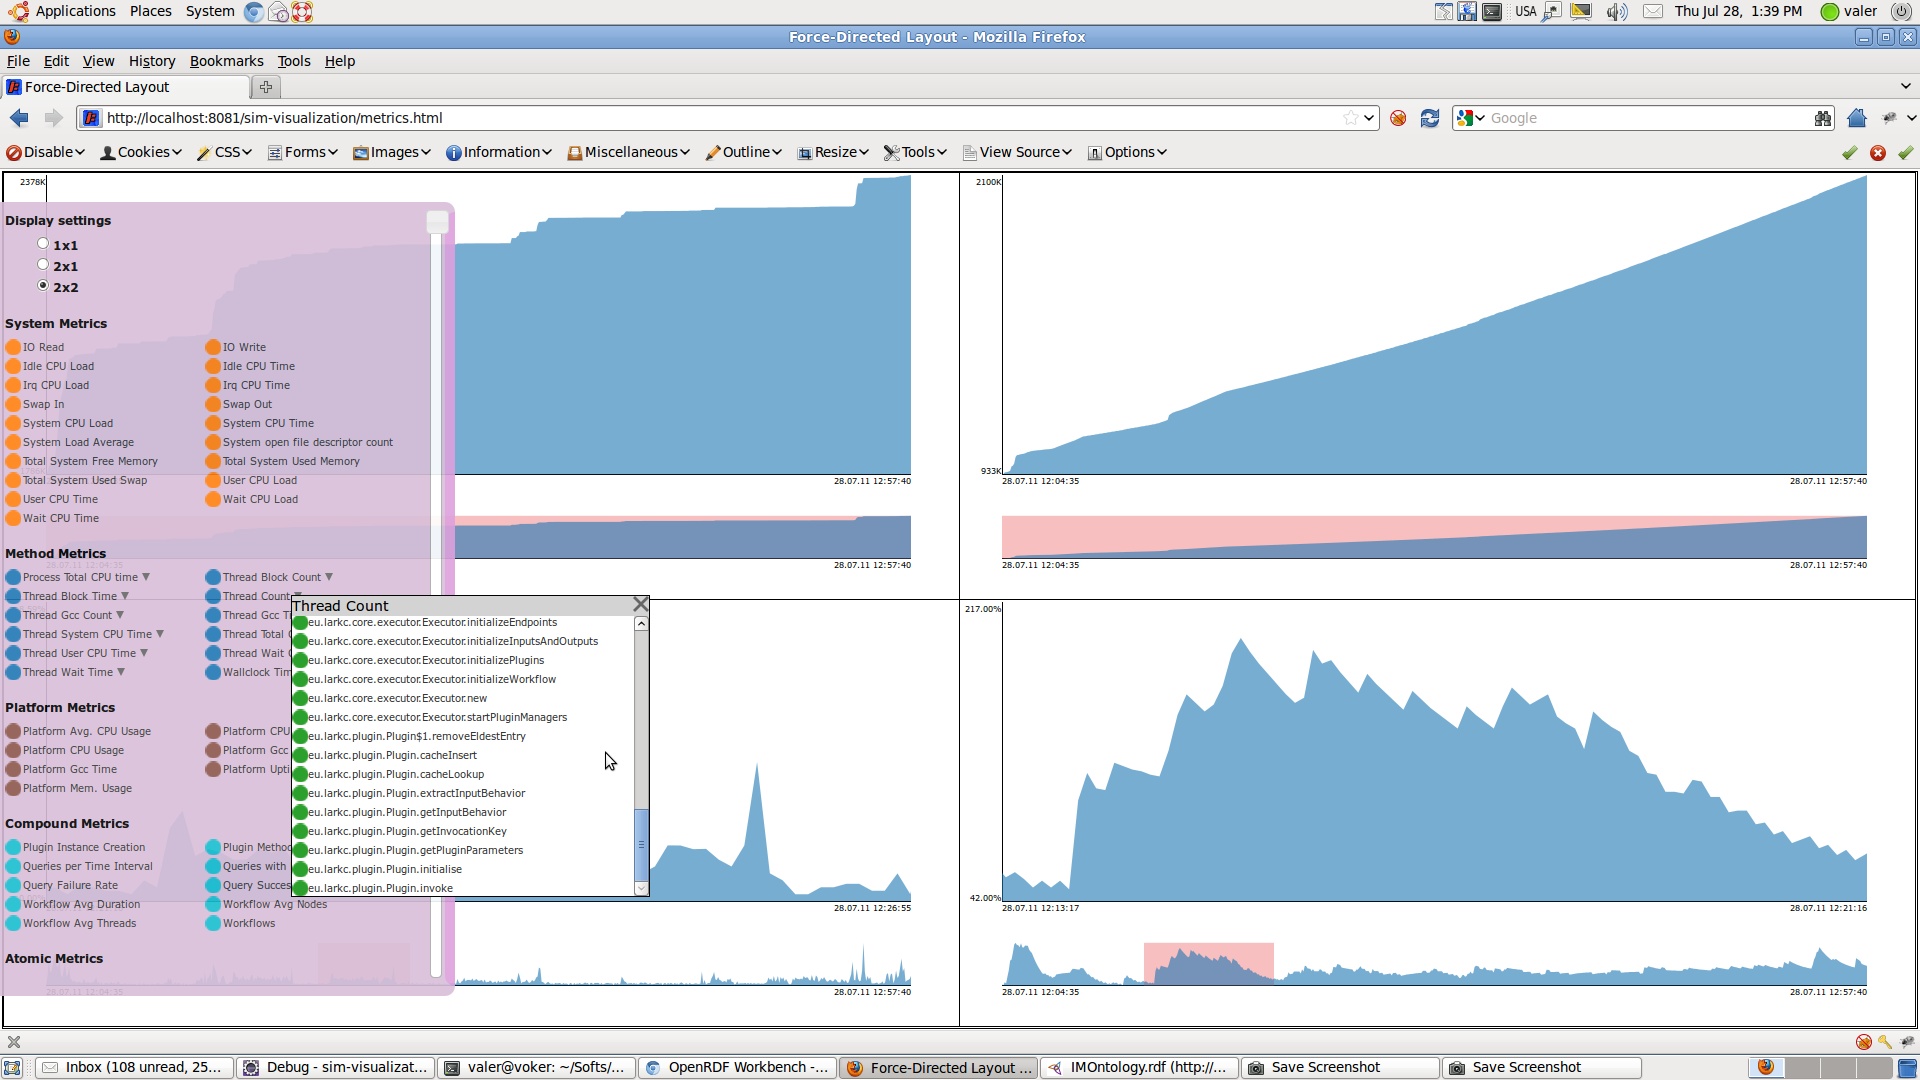 Applications Places System USA Thu Jul 28, 1:39 PM valer
Force-Directed Layout - Mozilla Firefox
File Edit View History Bookmarks Tools Help
Force-Directed Layout
http://localhost:8081/sim-visualization/metrics.html Google
Disable Cookies CSS Forms Images Information Miscellaneous Outline Resize Tools View Source Options
2378K
28.07.11 12:57:40
28.07.11 12:04:35 28.07.11 12:57:40
2100K
933K
28.07.11 12:04:35 28.07.11 12:57:40
28.07.11 12:04:35 28.07.11 12:57:40
Display settings
1x1
2x1
2x2
System Metrics
IO Read IO Write
Idle CPU Load Idle CPU Time
Irq CPU Load Irq CPU Time
Swap In Swap Out
System CPU Load System CPU Time
System Load Average System open file descriptor count
Total System Free Memory Total System Used Memory
Total System Used Swap User CPU Load
User CPU Time Wait CPU Load
Wait CPU Time
Method Metrics
Process Total CPU time Thread Block Count
Thread Block Time Thread Count
Thread Gcc Count Thread Gcc Ti
Thread System CPU Time Thread Total
Thread User CPU Time Thread Wait
Thread Wait Time Wallclock Tim
Platform Metrics
Platform Avg. CPU Usage Platform CPU
Platform CPU Usage Platform Gcc
Platform Gcc Time Platform Upti
Platform Mem. Usage
Compound Metrics
Plugin Instance Creation Plugin Method
Queries per Time Interval Queries with
Query Failure Rate Query Succes
Workflow Avg Duration Workflow Avg Nodes
Workflow Avg Threads Workflows
Atomic Metrics
Thread Count
eu.larkc.core.executor.Executor.initializeEndpoints
eu.larkc.core.executor.Executor.initializeInputsAndOutputs
eu.larkc.core.executor.Executor.initializePlugins
eu.larkc.core.executor.Executor.initializeWorkflow
eu.larkc.core.executor.Executor.new
eu.larkc.core.executor.Executor.startPluginManagers
eu.larkc.plugin.Plugin$1.removeEldestEntry
eu.larkc.plugin.Plugin.cacheInsert
eu.larkc.plugin.Plugin.cacheLookup
eu.larkc.plugin.Plugin.extractInputBehavior
eu.larkc.plugin.Plugin.getInputBehavior
eu.larkc.plugin.Plugin.getInvocationKey
eu.larkc.plugin.Plugin.getPluginParameters
eu.larkc.plugin.Plugin.initialise
eu.larkc.plugin.Plugin.invoke
28.07.11 12:26:55
28.07.11 12:04:35 28.07.11 12:57:40
217.00%
42.00%
28.07.11 12:13:17 28.07.11 12:21:16
28.07.11 12:04:35 28.07.11 12:57:40
Inbox (108 unread, 25... Debug - sim-visualizat... valer@voker: ~/Softs/... OpenRDF Workbench -... Force-Directed Layout ... IMOntology.rdf (http://... Save Screenshot Save Screenshot